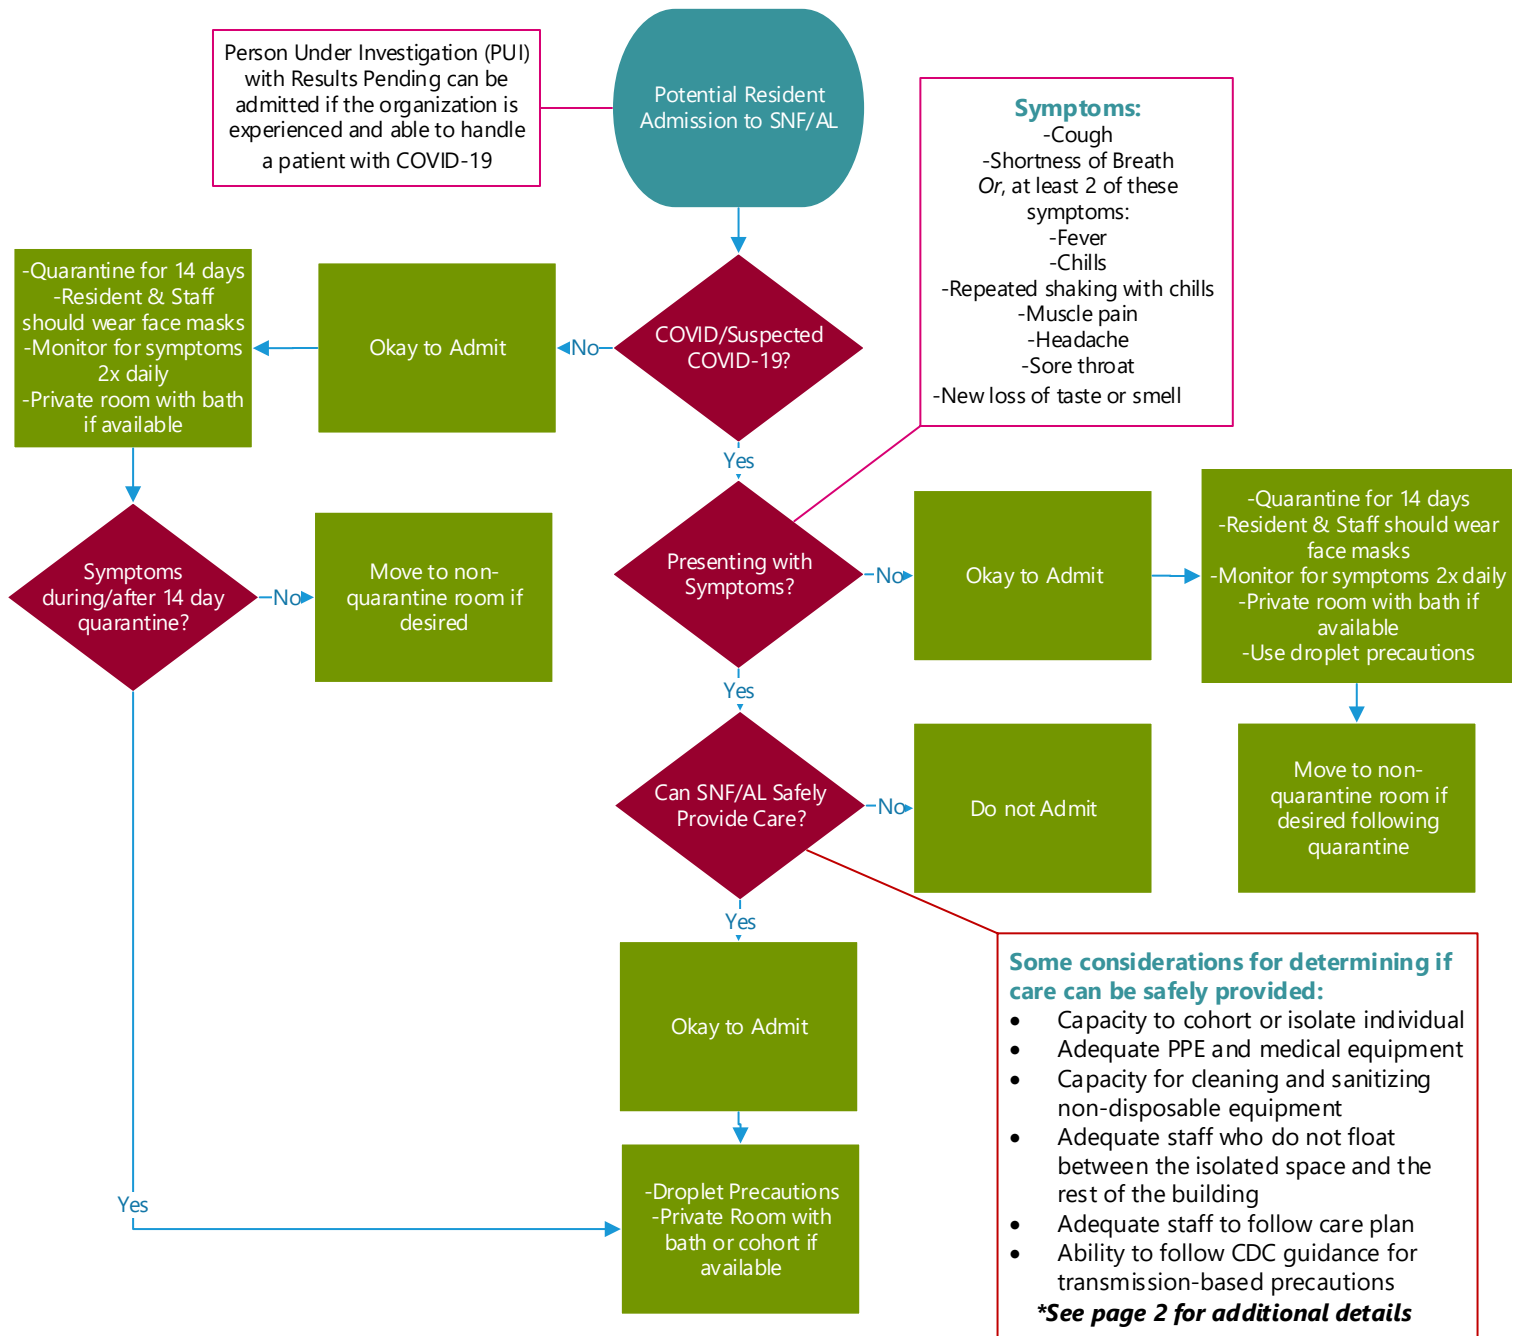 Person Under Investigation (PUI)
with Results Pending can be
admitted if the organization is
experienced and able to handle
a patient with COVID-19
Potential Resident
Admission to SNF/AL
Symptoms:
-Cough
-Shortness of Breath
Or, at least 2 of these
symptoms:
-Fever
-Chills
-Repeated shaking with chills
-Muscle pain
-Headache
-Sore throat
-New loss of taste or smell
-Quarantine for 14 days
-Resident & Staff
should wear face masks
-Monitor for symptoms
2x daily
-Private room with bath
if available
Okay to Admit
No
COVID/Suspected
COVID-19?
Yes
Symptoms
during/after 14 day
quarantine?
No
Move to non-
quarantine room if
desired
Presenting with
Symptoms?
No
Okay to Admit
-Quarantine for 14 days
-Resident & Staff should wear
face masks
-Monitor for symptoms 2x daily
-Private room with bath if
available
-Use droplet precautions
Yes
Can SNF/AL Safely
Provide Care?
No
Do not Admit
Move to non-
quarantine room if
desired following
quarantine
Yes
Okay to Admit
Some considerations for determining if
care can be safely provided:
• Capacity to cohort or isolate individual
• Adequate PPE and medical equipment
• Capacity for cleaning and sanitizing
non-disposable equipment
• Adequate staff who do not float
between the isolated space and the
rest of the building
• Adequate staff to follow care plan
• Ability to follow CDC guidance for
transmission-based precautions
*See page 2 for additional details
Yes
-Droplet Precautions
-Private Room with
bath or cohort if
available